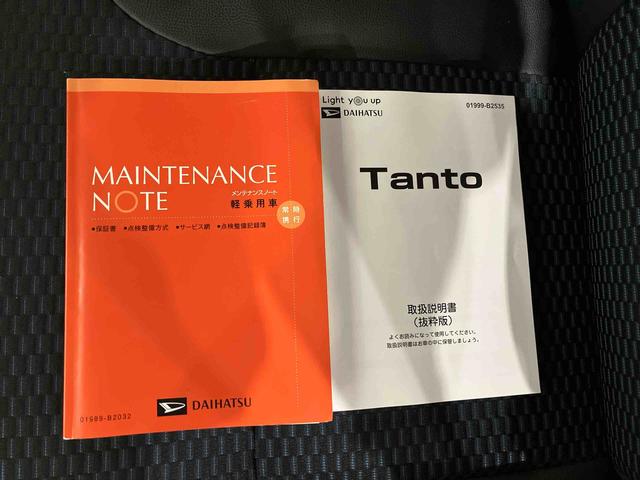 MAINTENANCE
NOTE
メンテナンスノート
軽乗用車
常時
携行
•保証書 •点検整備方式 •サービス網 •点検整備記録簿
DAIHATSU
01989-B2032
Light you up
DAIHATSU
01999-B2535
Tanto
取扱説明書
(抜粋版)
よくお読みになって使用してください。
取扱説明書はお車の中に保管しましょう。